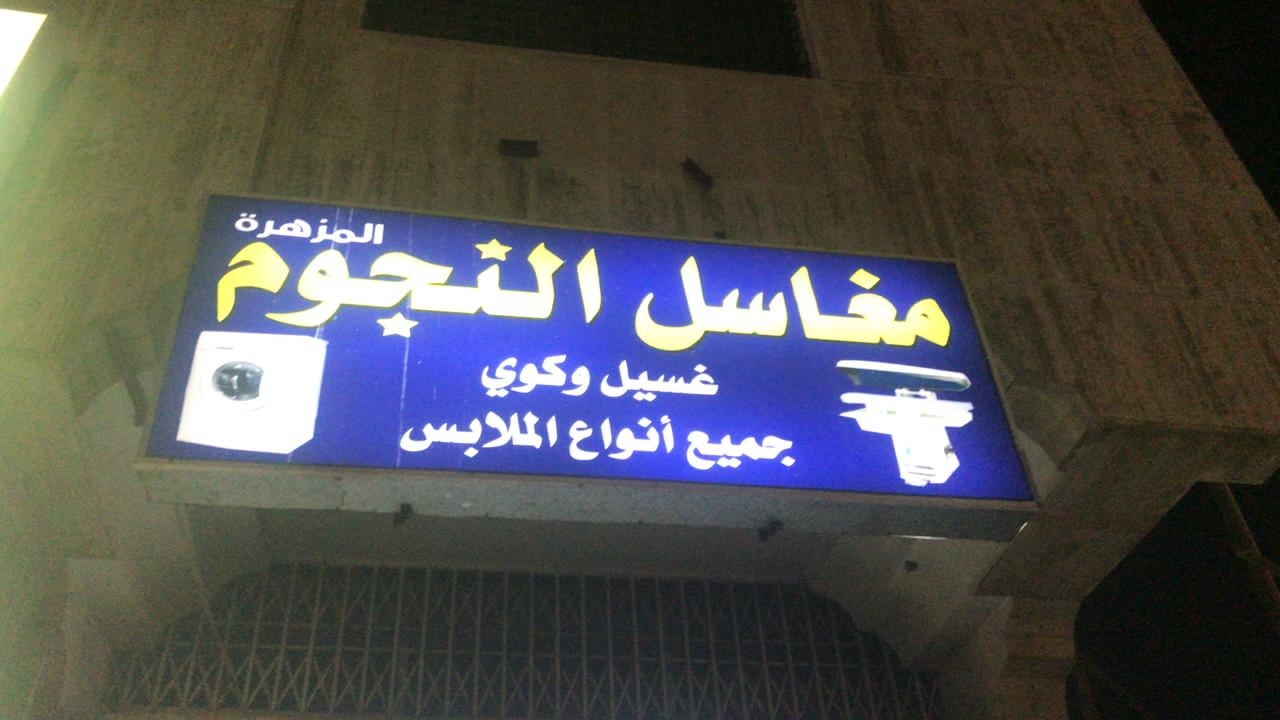 المزهرة
مغاسل النجوم
غسيل وكوي
جميع أنواع الملابس